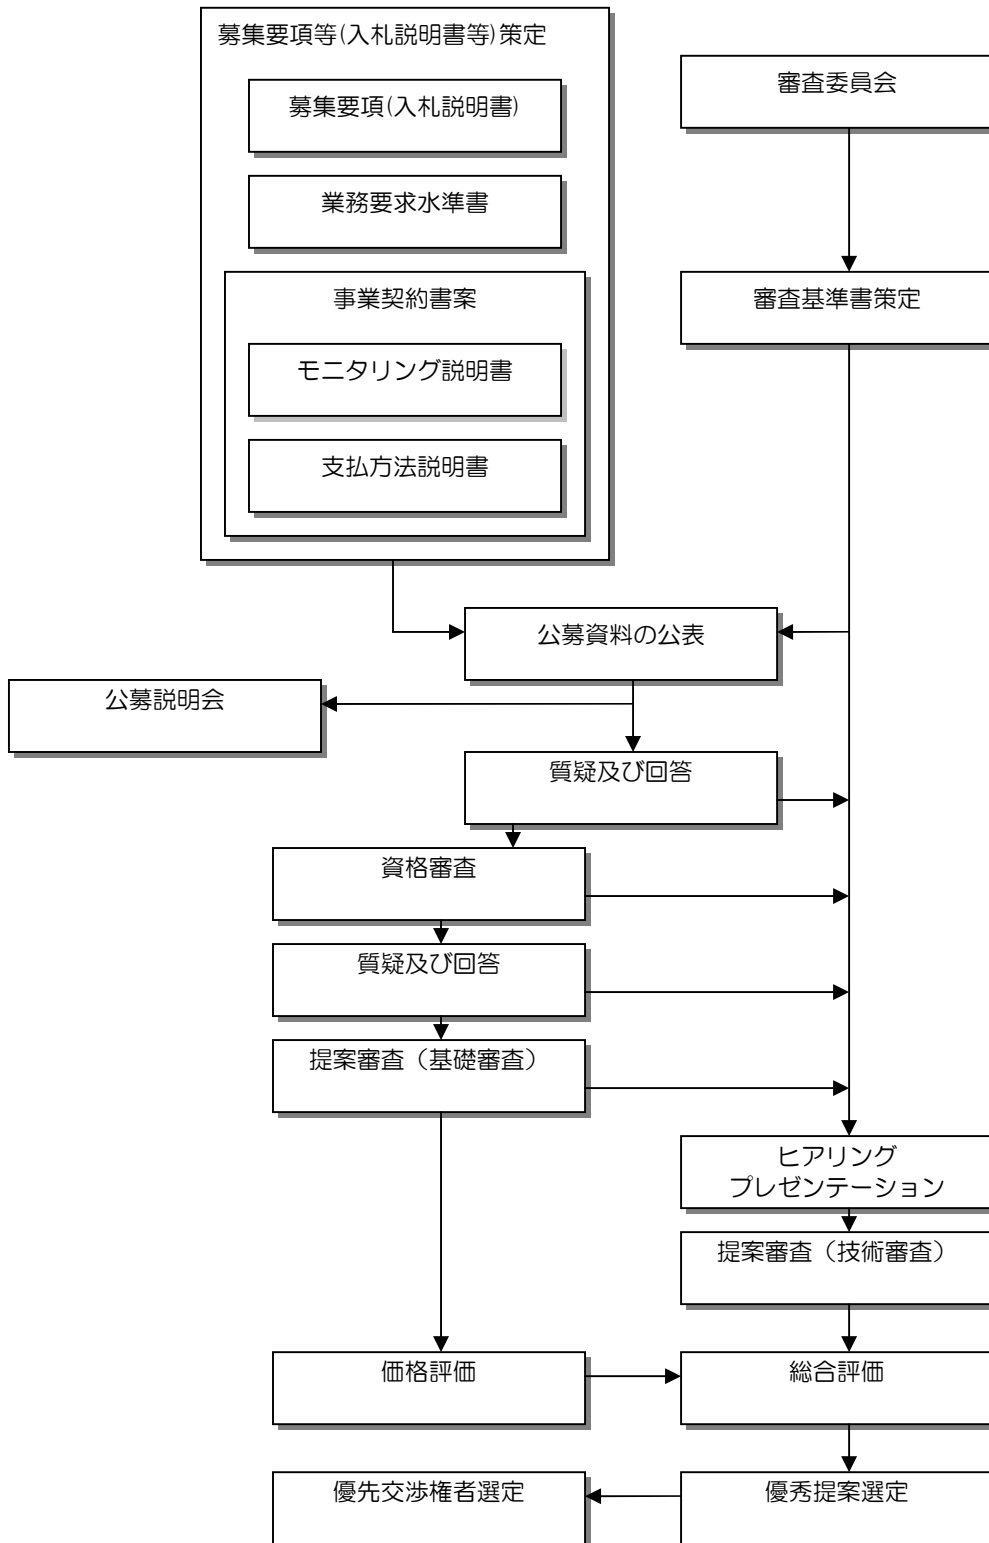 募集要項等(入札説明書等)策定
審査委員会
募集要項(入札説明書)
業務要求水準書
事業契約書案
審査基準書策定
モニタリング説明書
支払方法説明書
公募資料の公表
公募説明会
質疑及び回答
資格審査
質疑及び回答
提案審査（基礎審査）
ヒアリング
プレゼンテーション
提案審査（技術審査）
価格評価
総合評価
優先交渉権者選定
優秀提案選定